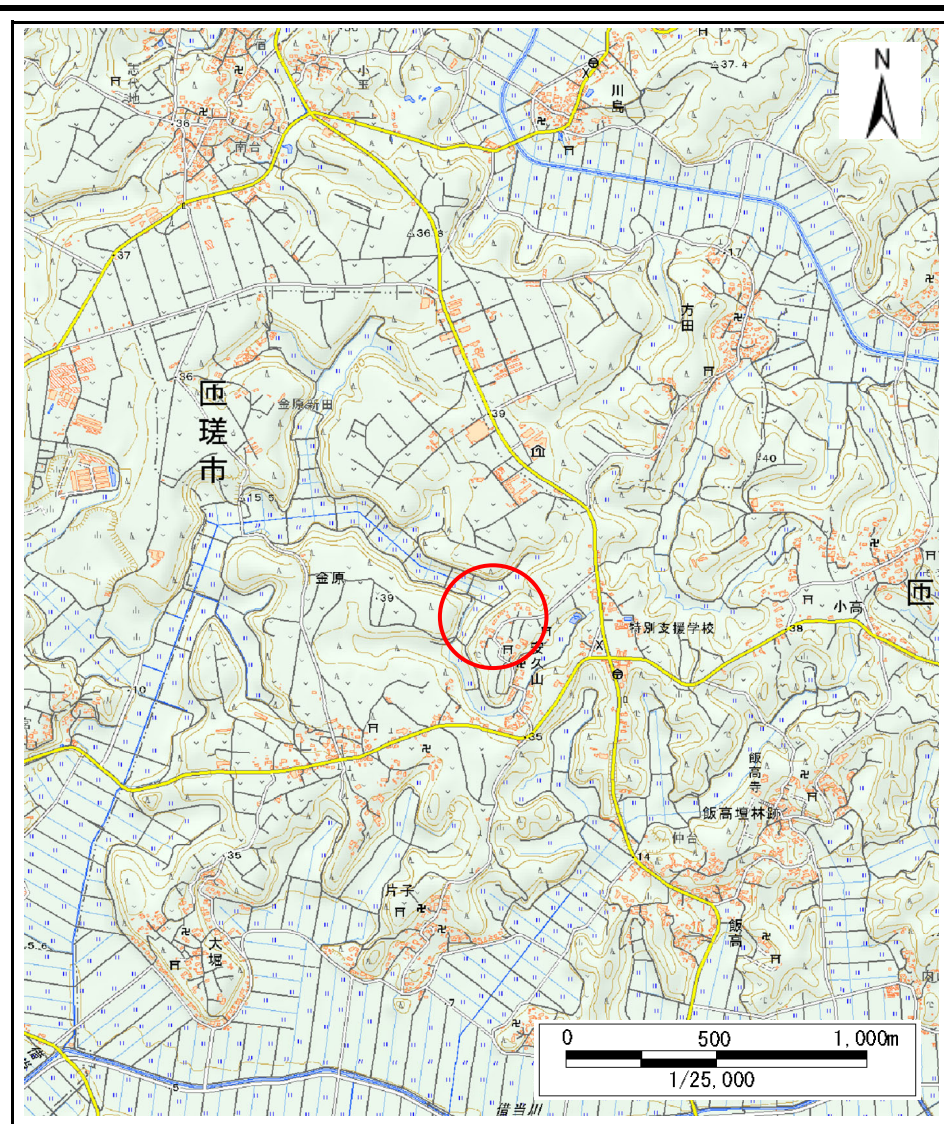 N
宿
小玉
37.4
川島
36
南台
36.8
37
17
方田
36
匝瑳市
金原新田
39
40
15.5
金原
39
匝
小高
特別支援学校
38
安久山
10
35
飯高寺
飯高壇林跡
仲台
14
35
片子
飯高
大堀
5.6
7
5
借当川
0 500 1,000m
1/25,000